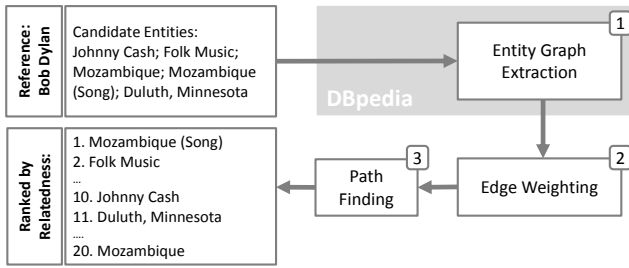 Reference:
Bob Dylan
Candidate Entities:
Johnny Cash; Folk Music;
Mozambique; Mozambique
(Song); Duluth, Minnesota
DBpedia
1
Entity Graph
Extraction
2
Edge Weighting
3
Path
Finding
Ranked by
Relatedness:
1. Mozambique (Song)
2. Folk Music
...
10. Johnny Cash
11. Duluth, Minnesota
....
20. Mozambique